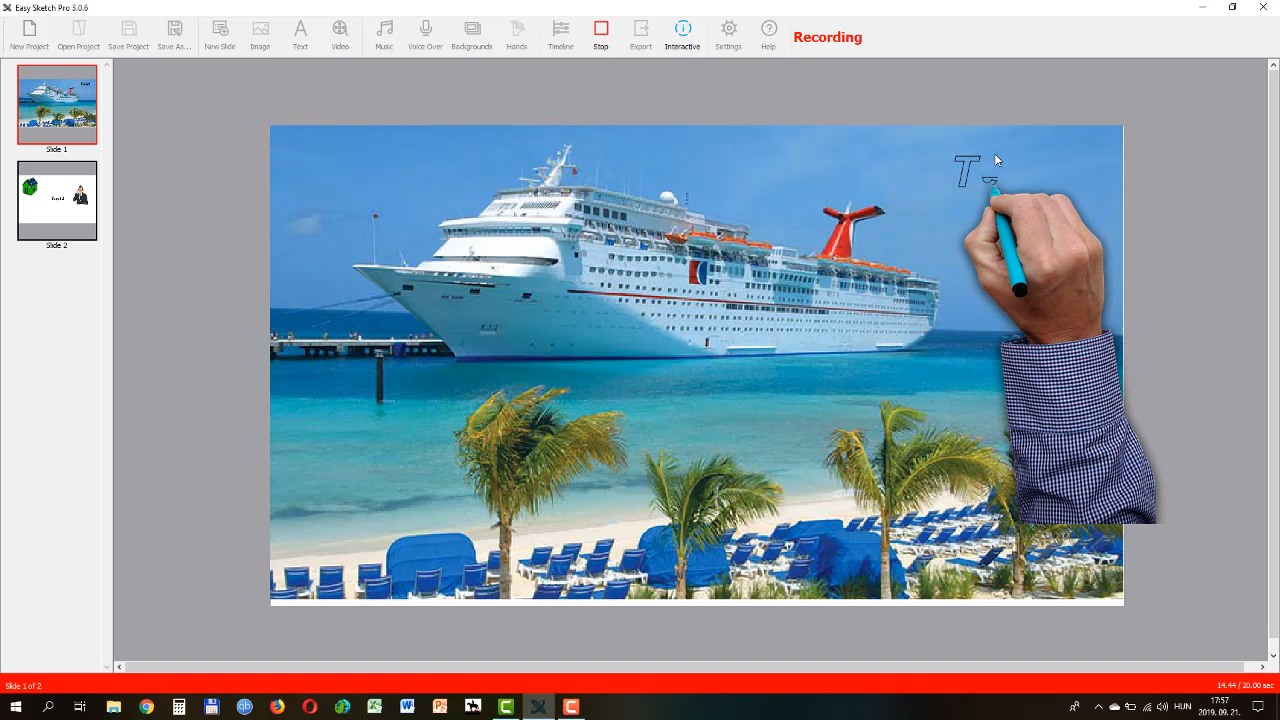 Easy Sketch Pro 3.0.6
New Project Open Project Save Project Save As... New Slide Image Text Video Music Voice Over Backgrounds Hands Timeline Stop Export Interactive Settings Help Recording
Slide 1
Slide 2
T
Slide 1 of 2
14.44 / 20.00 sec
HUN
17:57
2019. 09. 21.